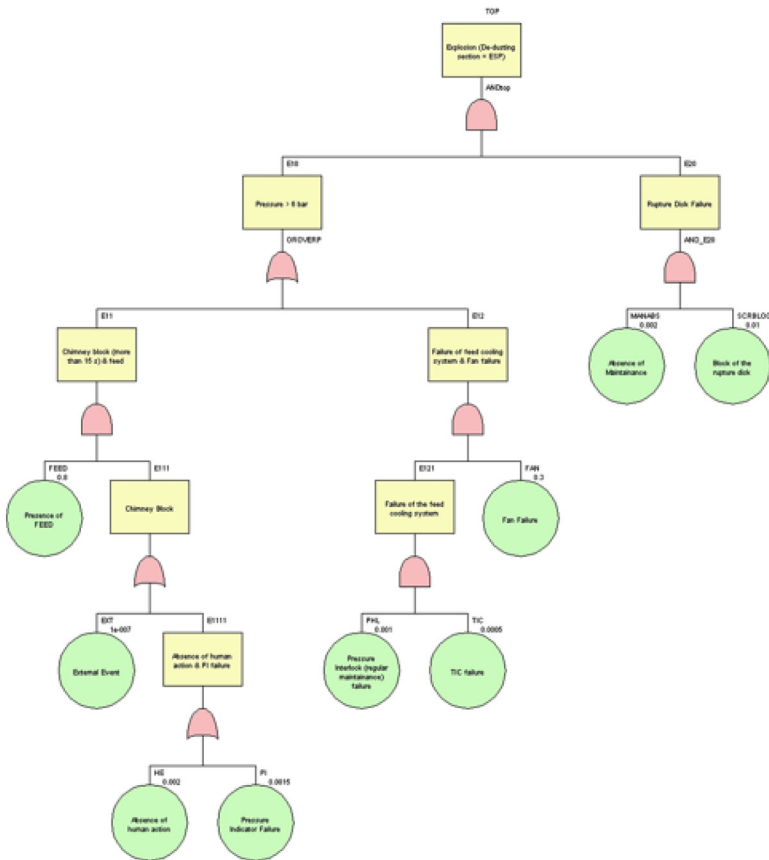 TOP
Explosion (De-dusting
section + ESP)
ANDtop
E10
E20
Pressure > 6 bar
Rupture Disk Failure
OROVERP
AND_E20
E11
E12
MANABS
0.002
SCRBLOC
0.01
Chimney block (more
than 15 s) & feed
Failure of feed cooling
system & Fan failure
Absence of
Maintainance
Block of the
rupture disk
FEED
0.8
E111
E121
FAN
0.3
Presence of
FEED
Chimney Block
Failure of the feed
cooling system
Fan Failure
EXT
1e-007
E1111
PHL
0.001
TIC
0.0005
External Event
Absence of human
action & PI failure
Pressure
Interlock (regular
maintainance)
failure
TIC failure
HE
0.002
PI
0.0015
Absence of
human action
Pressure
Indicator Failure